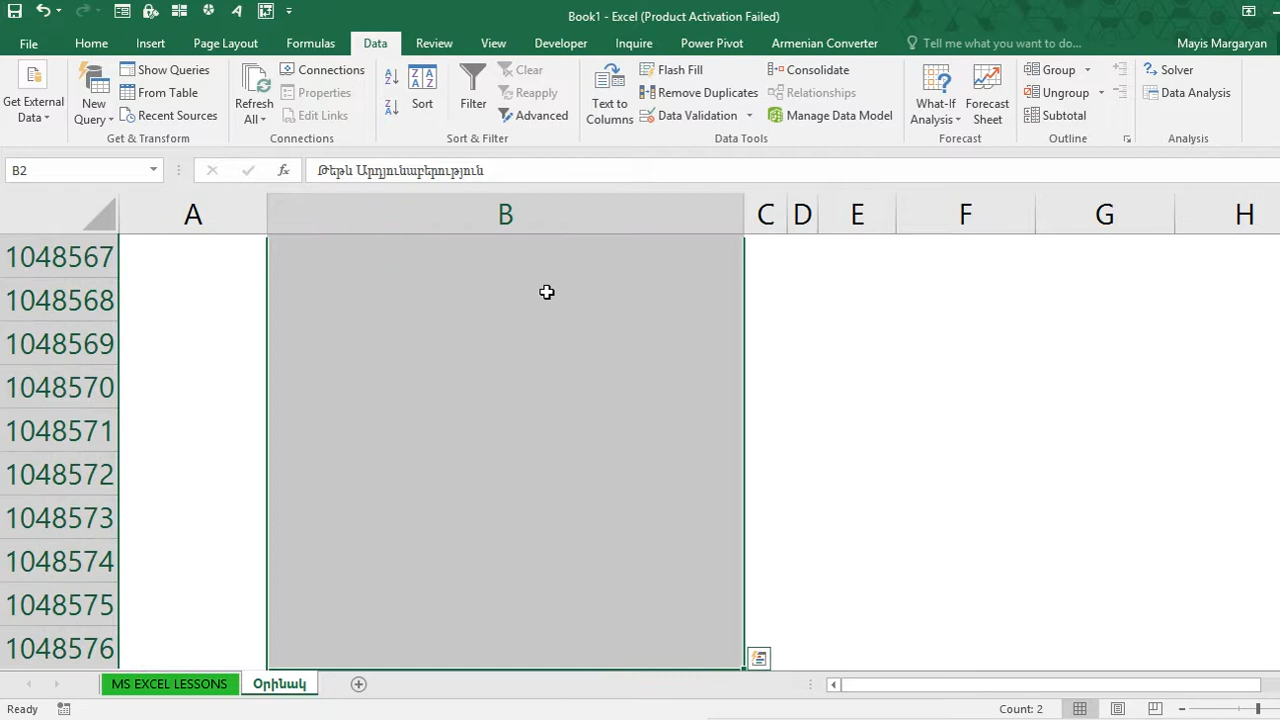 Book1 - Excel (Product Activation Failed)
File Home Insert Page Layout Formulas Data Review View Developer Inquire Power Pivot Armenian Converter Tell me what you want to do... Mayis Margaryan
Get External Data
New Query
Show Queries
From Table
Recent Sources
Get & Transform
Refresh All
Connections
Properties
Edit Links
Connections
Sort
Filter
Clear
Reapply
Advanced
Sort & Filter
Text to Columns
Flash Fill
Remove Duplicates
Data Validation
Consolidate
Relationships
Manage Data Model
Data Tools
What-If Analysis
Forecast Sheet
Forecast
Group
Ungroup
Subtotal
Outline
Solver
Data Analysis
Analysis
B2 fx Թեթև Արդյունաբերություն
A B C D E F G H
1048567
1048568
1048569
1048570
1048571
1048572
1048573
1048574
1048575
1048576
MS EXCEL LESSONS Օրինակ
Ready Count: 2